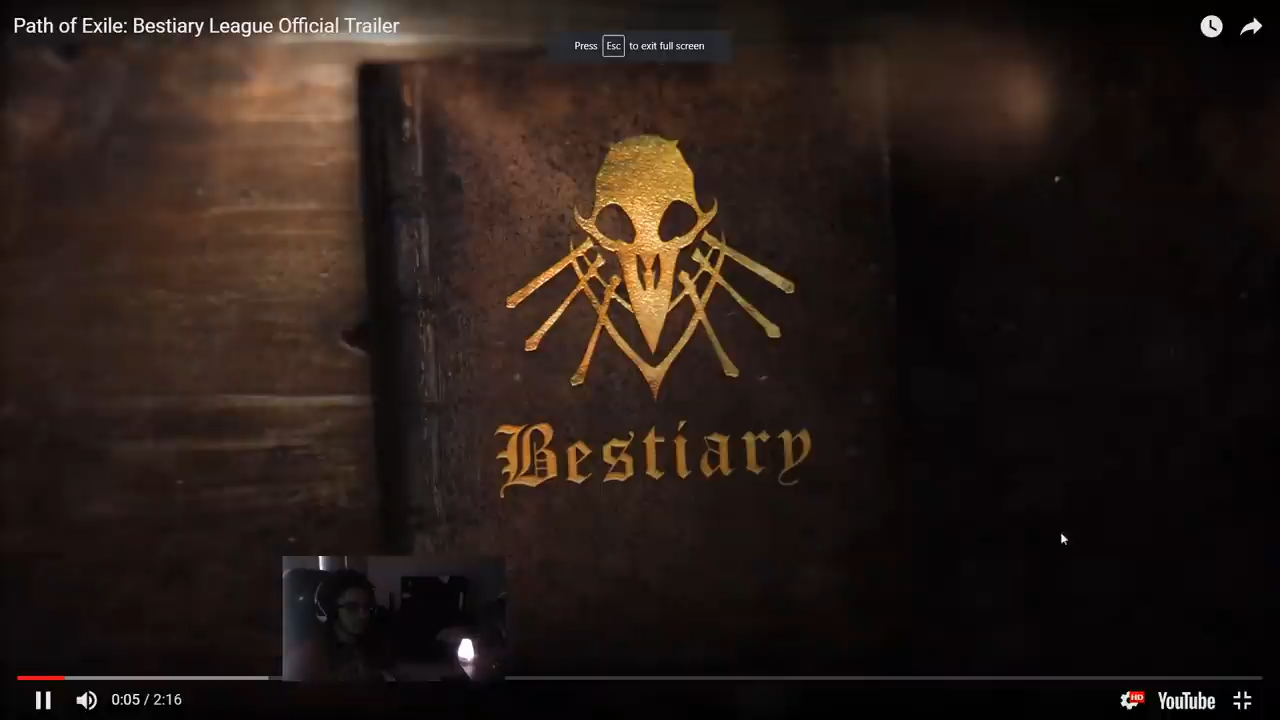 Path of Exile: Bestiary League Official Trailer
Press Esc to exit full screen
Bestiary
0:05 / 2:16
HD
YouTube